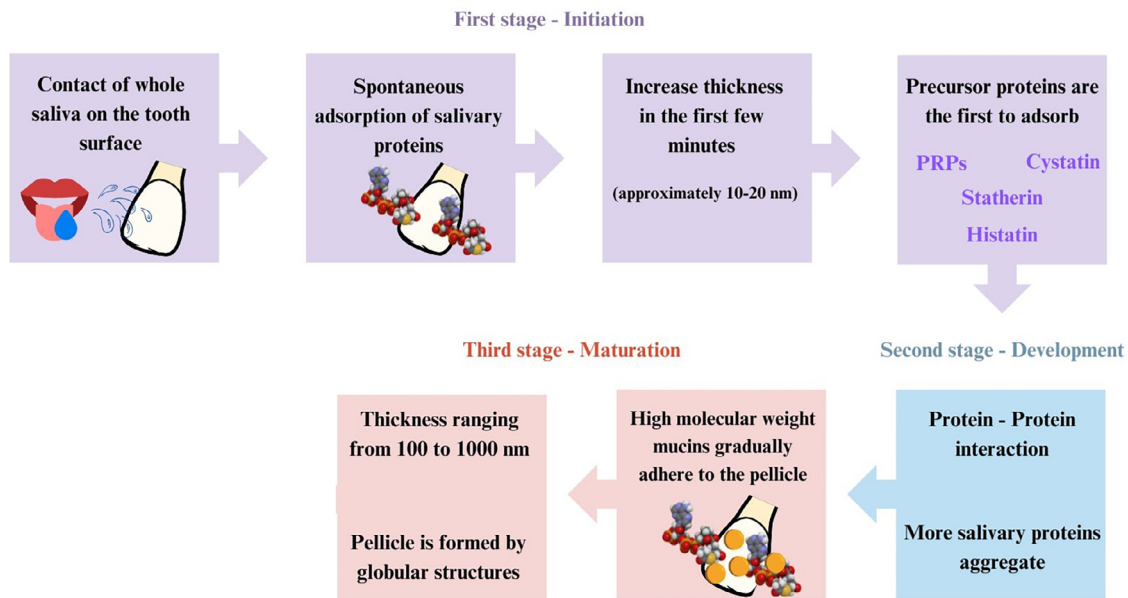 First stage - Initiation
Contact of whole
saliva on the tooth
surface
Spontaneous
adsorption of salivary
proteins
Increase thickness
in the first few
minutes
(approximately 10-20 nm)
Precursor proteins are
the first to adsorb
PRPs
Cystatin
Statherin
Histatin
Second stage - Development
Protein - Protein
interaction
More salivary proteins
aggregate
Third stage - Maturation
High molecular weight
mucins gradually
adhere to the pellicle
Thickness ranging
from 100 to 1000 nm
Pellicle is formed by
globular structures